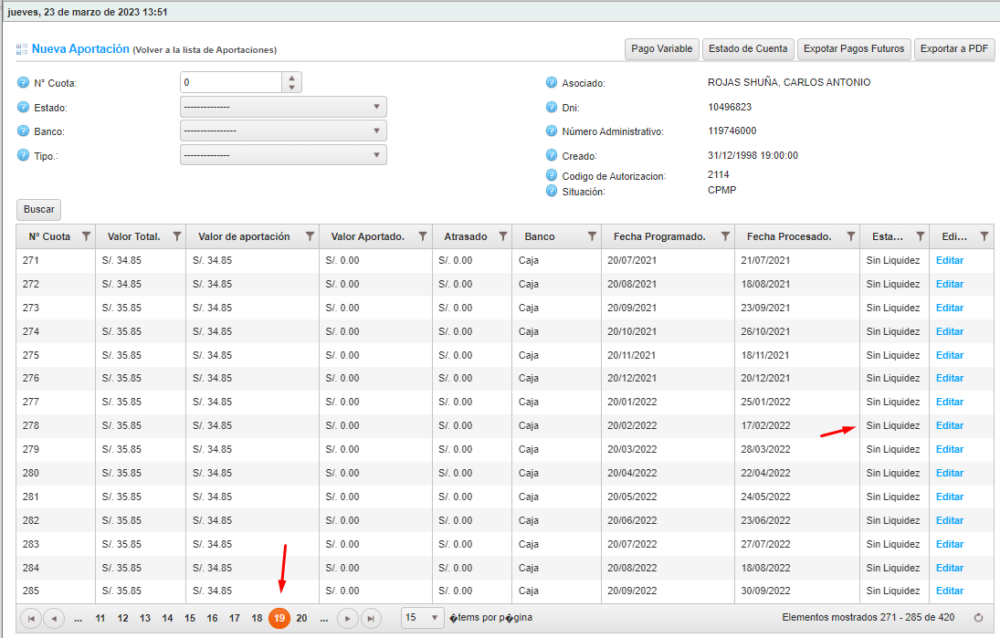 jueves, 23 de marzo de 2023 13:51
Nueva Aportación (Volver a la lista de Aportaciones)
Pago Variable Estado de Cuenta Expotar Pagos Futuros Exportar a PDF
N° Cuota: 0
Estado: --------------
Banco: ----------------
Tipo.: --------------
Asociado: ROJAS SHUÑA, CARLOS ANTONIO
Dni: 10496823
Número Administrativo: 119746000
Creado: 31/12/1998 19:00:00
Codigo de Autorizacion: 2114
Situación: CPMP
Buscar
N° Cuota Valor Total. Valor de aportación Valor Aportado. Atrasado Banco Fecha Programado. Fecha Procesado. Esta... Edi...
271 S/. 34.85 S/. 34.85 S/. 0.00 S/. 0.00 Caja 20/07/2021 21/07/2021 Sin Liquidez Editar
272 S/. 34.85 S/. 34.85 S/. 0.00 S/. 0.00 Caja 20/08/2021 18/08/2021 Sin Liquidez Editar
273 S/. 35.85 S/. 34.85 S/. 0.00 S/. 0.00 Caja 20/09/2021 23/09/2021 Sin Liquidez Editar
274 S/. 35.85 S/. 34.85 S/. 0.00 S/. 0.00 Caja 20/10/2021 26/10/2021 Sin Liquidez Editar
275 S/. 35.85 S/. 34.85 S/. 0.00 S/. 0.00 Caja 20/11/2021 18/11/2021 Sin Liquidez Editar
276 S/. 35.85 S/. 34.85 S/. 0.00 S/. 0.00 Caja 20/12/2021 20/12/2021 Sin Liquidez Editar
277 S/. 35.85 S/. 34.85 S/. 0.00 S/. 0.00 Caja 20/01/2022 25/01/2022 Sin Liquidez Editar
278 S/. 35.85 S/. 34.85 S/. 0.00 S/. 0.00 Caja 20/02/2022 17/02/2022 Sin Liquidez Editar
279 S/. 35.85 S/. 34.85 S/. 0.00 S/. 0.00 Caja 20/03/2022 28/03/2022 Sin Liquidez Editar
280 S/. 35.85 S/. 34.85 S/. 0.00 S/. 0.00 Caja 20/04/2022 22/04/2022 Sin Liquidez Editar
281 S/. 35.85 S/. 34.85 S/. 0.00 S/. 0.00 Caja 20/05/2022 24/05/2022 Sin Liquidez Editar
282 S/. 35.85 S/. 34.85 S/. 0.00 S/. 0.00 Caja 20/06/2022 23/06/2022 Sin Liquidez Editar
283 S/. 35.85 S/. 34.85 S/. 0.00 S/. 0.00 Caja 20/07/2022 27/07/2022 Sin Liquidez Editar
284 S/. 35.85 S/. 34.85 S/. 0.00 S/. 0.00 Caja 20/08/2022 18/08/2022 Sin Liquidez Editar
285 S/. 35.85 S/. 34.85 S/. 0.00 S/. 0.00 Caja 20/09/2022 30/09/2022 Sin Liquidez Editar
... 11 12 13 14 15 16 17 18 19 20 ... 15 �tems por p�gina Elementos mostrados 271 - 285 de 420